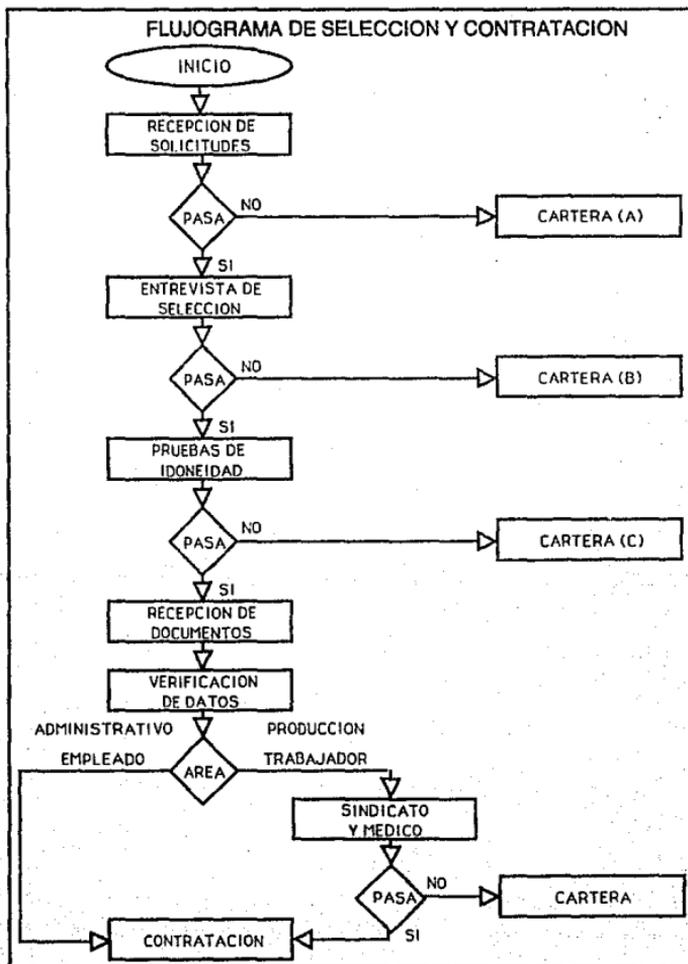 FLUJOGRAMA DE SELECCION Y CONTRATACION
INICIO
RECEPCION DE
SOLICITUDES
PASA
NO
CARTERA (A)
SI
ENTREVISTA DE
SELECCION
PASA
NO
CARTERA (B)
SI
PRUEBAS DE
IDONEIDAD
PASA
NO
CARTERA (C)
SI
RECEPCION DE
DOCUMENTOS
VERIFICACION
DE DATOS
ADMINISTRATIVO
PRODUCCION
EMPLEADO
AREA
TRABAJADOR
SINDICATO
Y MEDICO
PASA
NO
CARTERA
SI
CONTRATACION